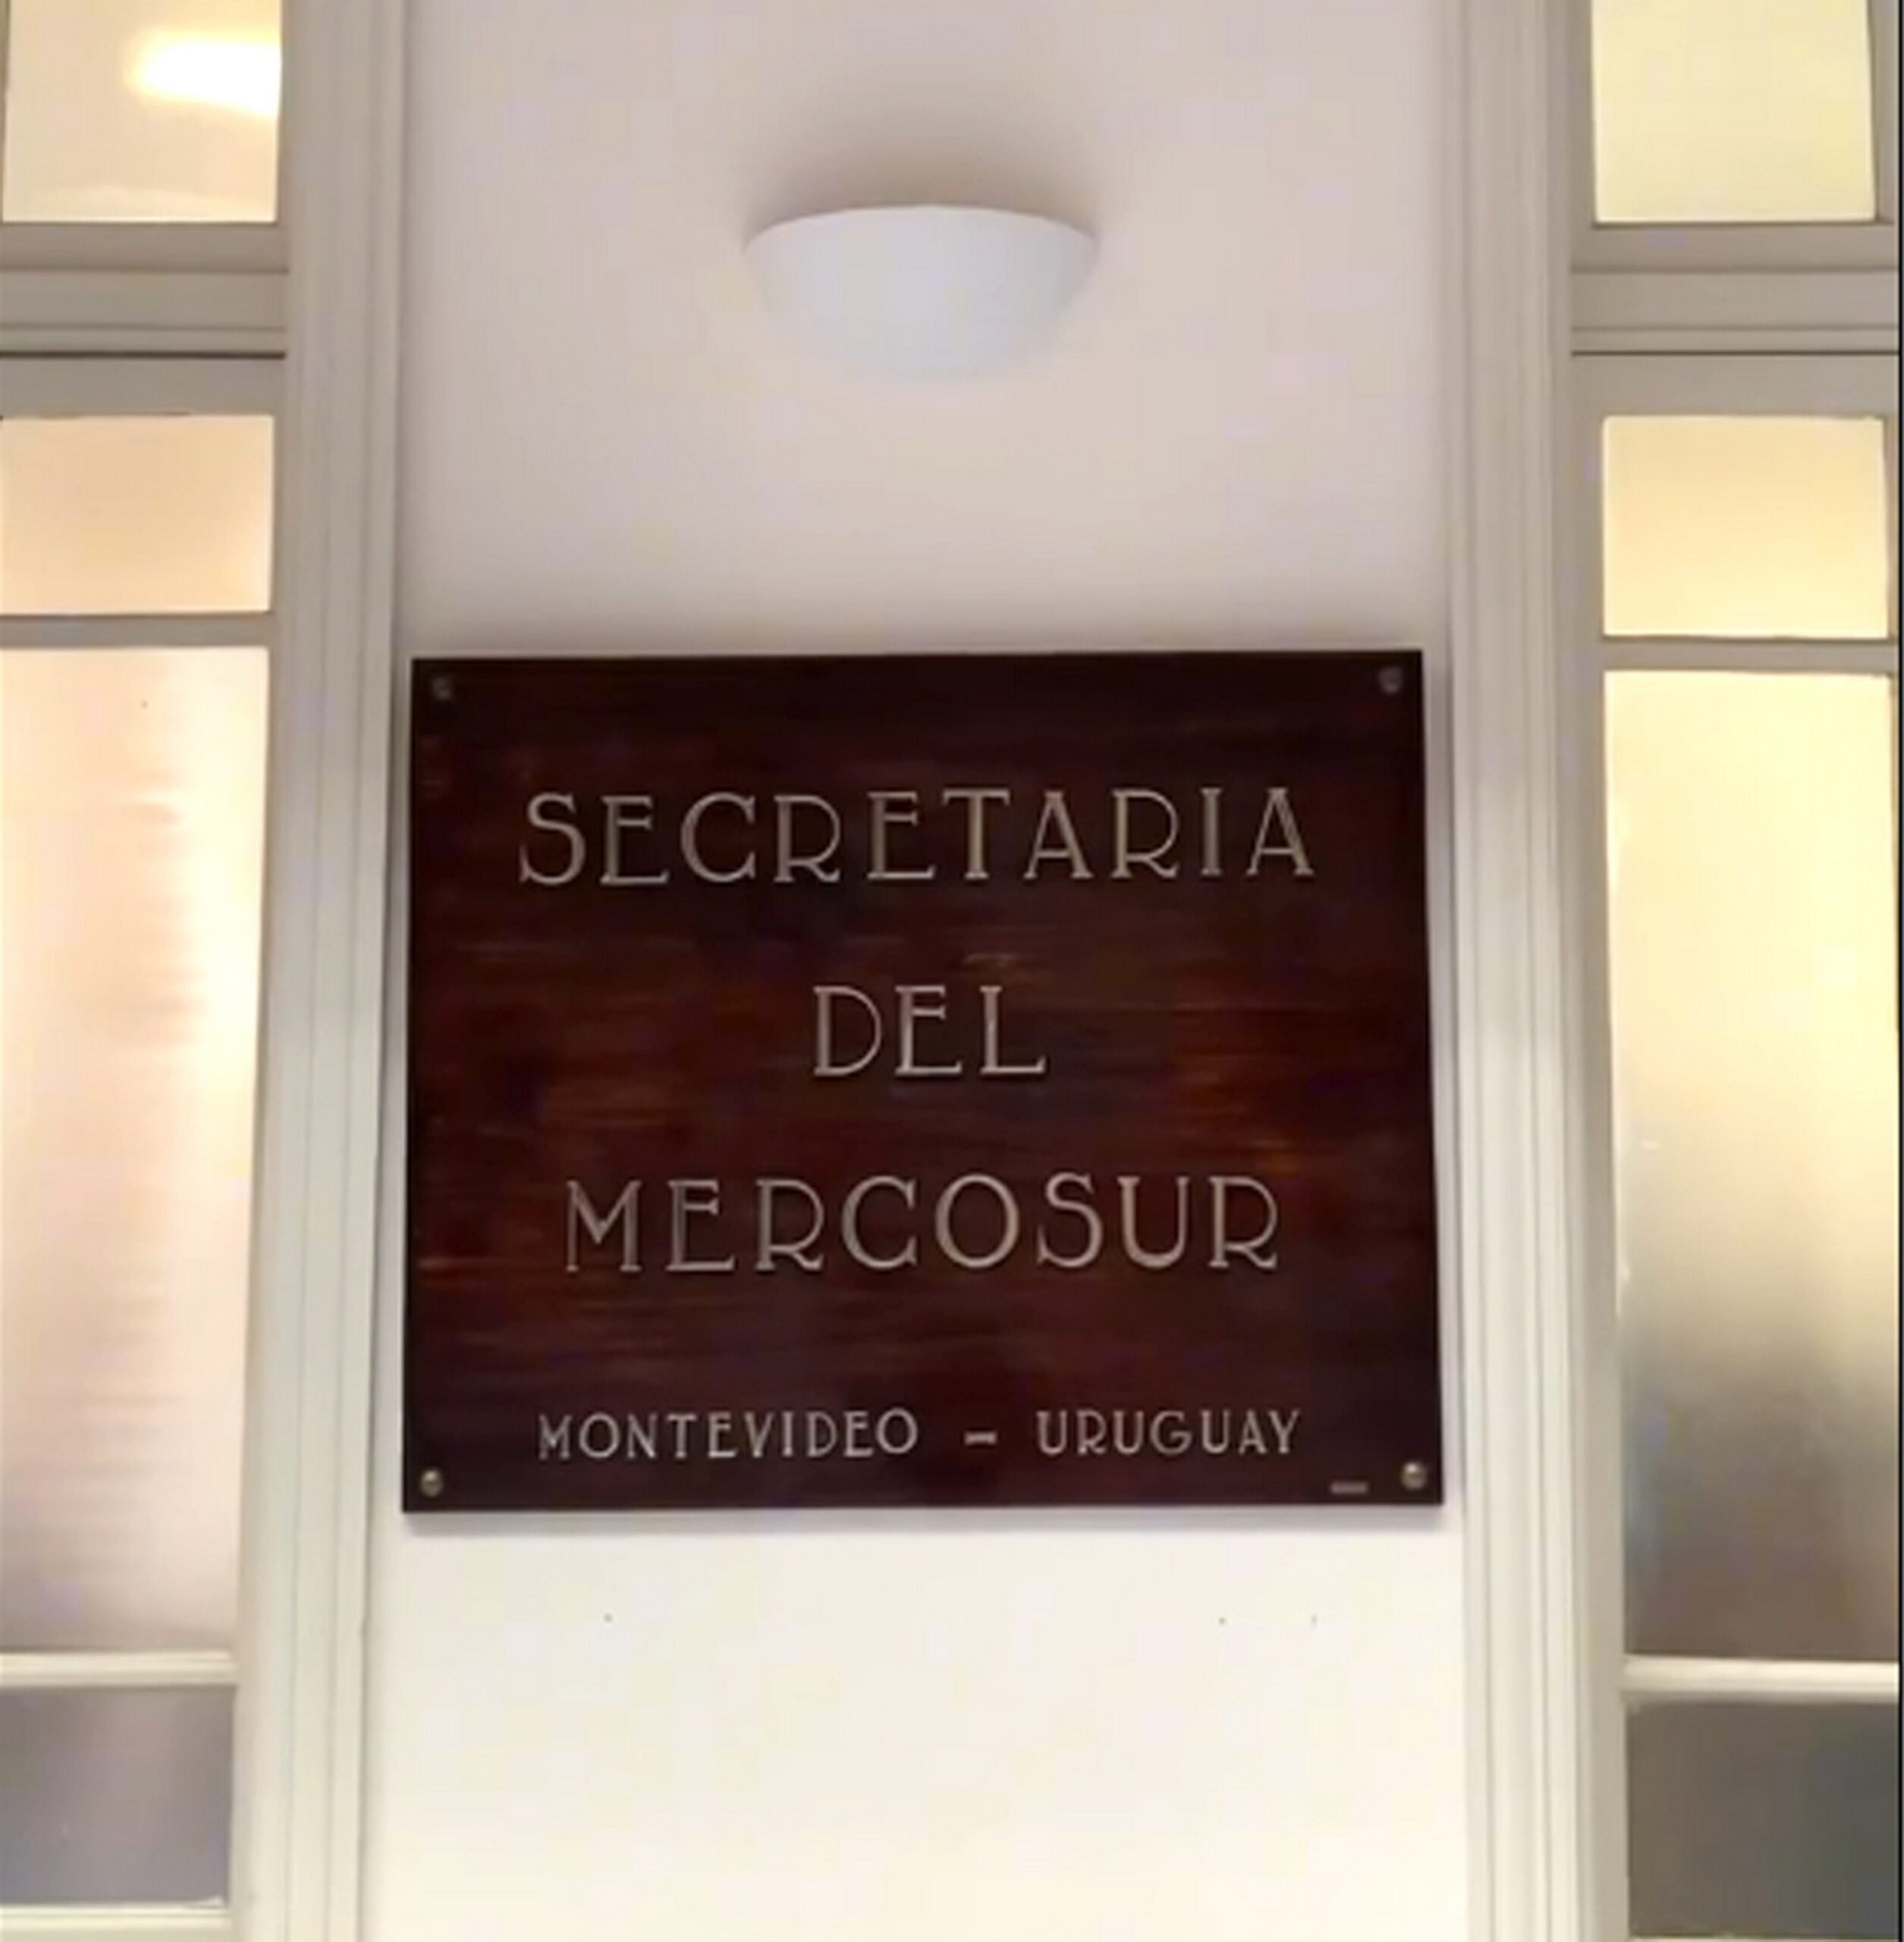 SECRETARIA
DEL
MERCOSUR
MONTEVIDEO - URUGUAY